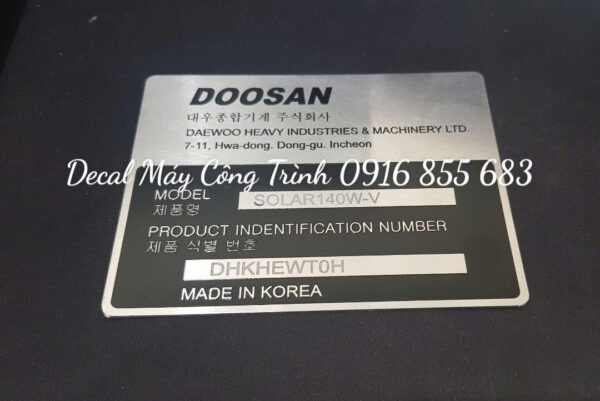 DOOSAN
대우종합기계 주식회사
DAEWOO HEAVY INDUSTRIES & MACHINERY LTD.
7-11, Hwa-dong. Dong-gu. Incheon
Decal Máy Công Trình 0916 855 683
MODEL SOLAR140W-V
제품명
PRODUCT INDENTIFICATION NUMBER
제품 식별 번호
DHKHEWT0H
MADE IN KOREA